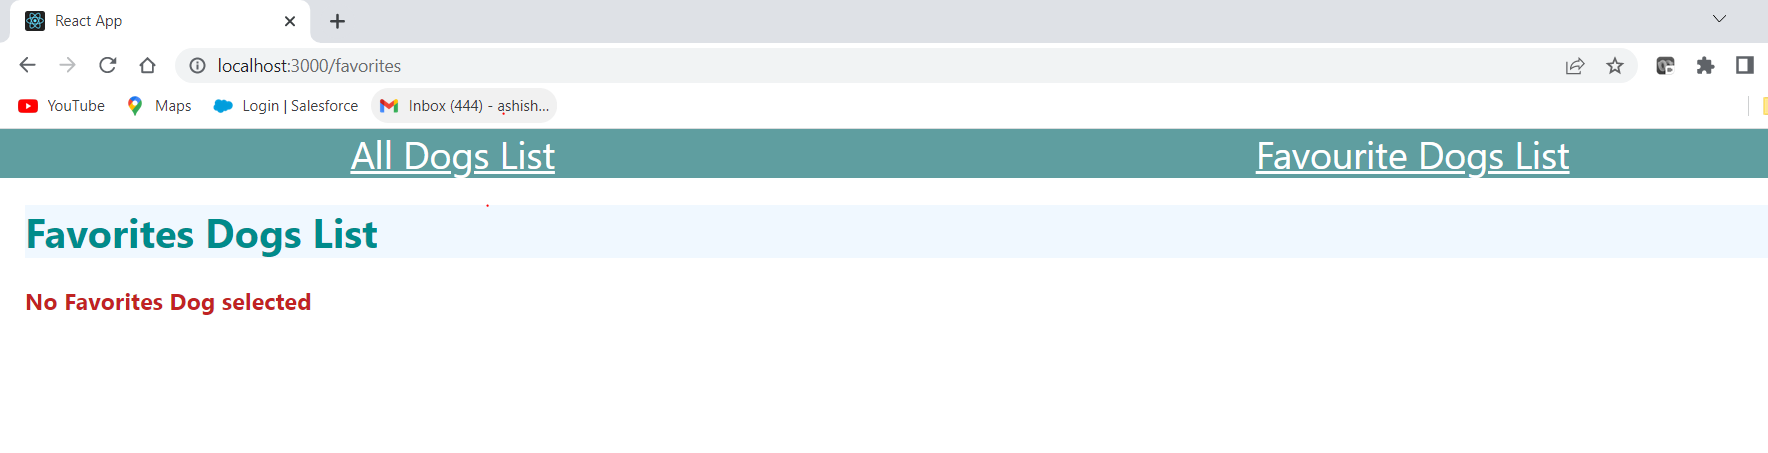 React App
localhost:3000/favorites
YouTube Maps Login | Salesforce Inbox (444) - ashish...
All Dogs List Favourite Dogs List
Favorites Dogs List
No Favorites Dog selected